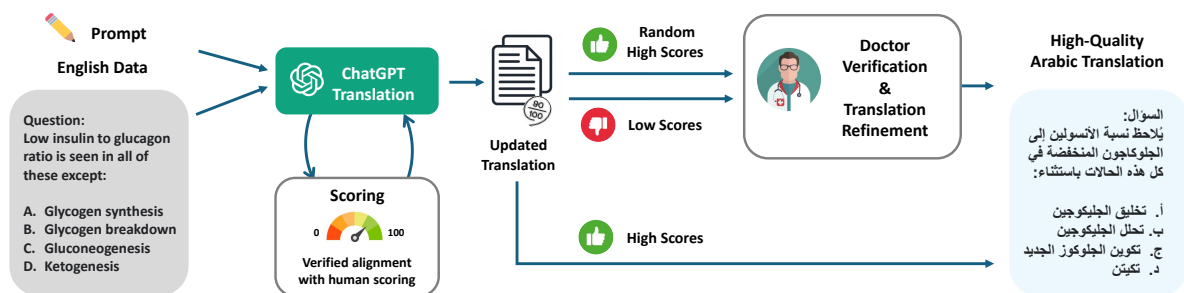 Prompt
English Data
Question:
Low insulin to glucagon
ratio is seen in all of
these except:
A. Glycogen synthesis
B. Glycogen breakdown
C. Gluconeogenesis
D. Ketogenesis
ChatGPT
Translation
Scoring
0
100
Verified alignment
with human scoring
90
100
Updated
Translation
Random
High Scores
Low Scores
High Scores
Doctor
Verification
&
Translation
Refinement
High-Quality
Arabic Translation
السؤال:
يُلاحظ نسبة الأنسولين إلى
الجلوكاجون المنخفضة في
كل هذه الحالات باستثناء:
أ. تخليق الجليكوجين
ب. تحلل الجليكوجين
ج. تكوين الجلوكوز الجديد
د. تكيتن